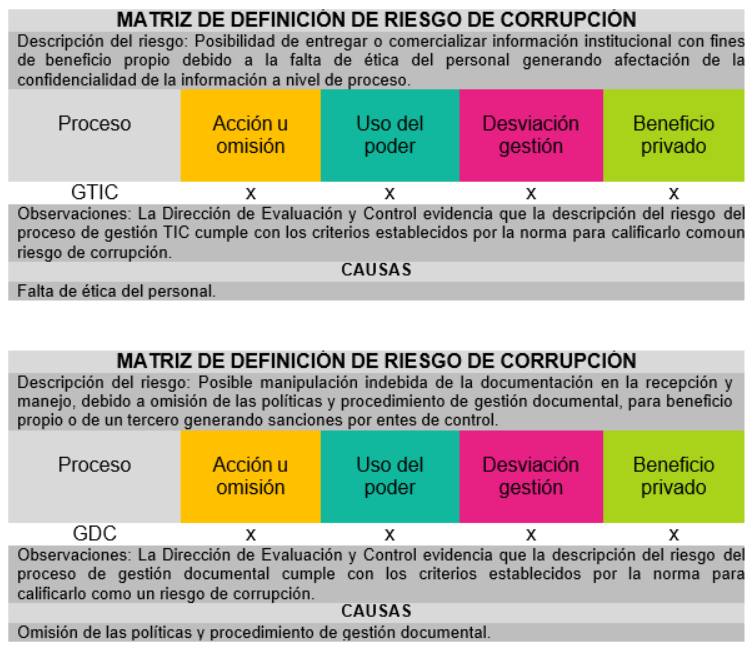 MATRIZ DE DEFINICIÓN DE RIESGO DE CORRUPCIÓN
Descripción del riesgo: Posibilidad de entregar o comercializar información institucional con fines
de beneficio propio debido a la falta de ética del personal generando afectación de la
confidencialidad de la información a nivel de proceso.
Proceso Acción u omisión Uso del poder Desviación gestión Beneficio privado
GTIC x x x x
Observaciones: La Dirección de Evaluación y Control evidencia que la descripción del riesgo del
proceso de gestión TIC cumple con los criterios establecidos por la norma para calificarlo comoun
riesgo de corrupción.
CAUSAS
Falta de ética del personal.
MATRIZ DE DEFINICIÓN DE RIESGO DE CORRUPCIÓN
Descripción del riesgo: Posible manipulación indebida de la documentación en la recepción y
manejo, debido a omisión de las políticas y procedimiento de gestión documental, para beneficio
propio o de un tercero generando sanciones por entes de control.
Proceso Acción u omisión Uso del poder Desviación gestión Beneficio privado
GDC x x x x
Observaciones: La Dirección de Evaluación y Control evidencia que la descripción del riesgo del
proceso de gestión documental cumple con los criterios establecidos por la norma para
calificarlo como un riesgo de corrupción.
CAUSAS
Omisión de las políticas y procedimiento de gestión documental.